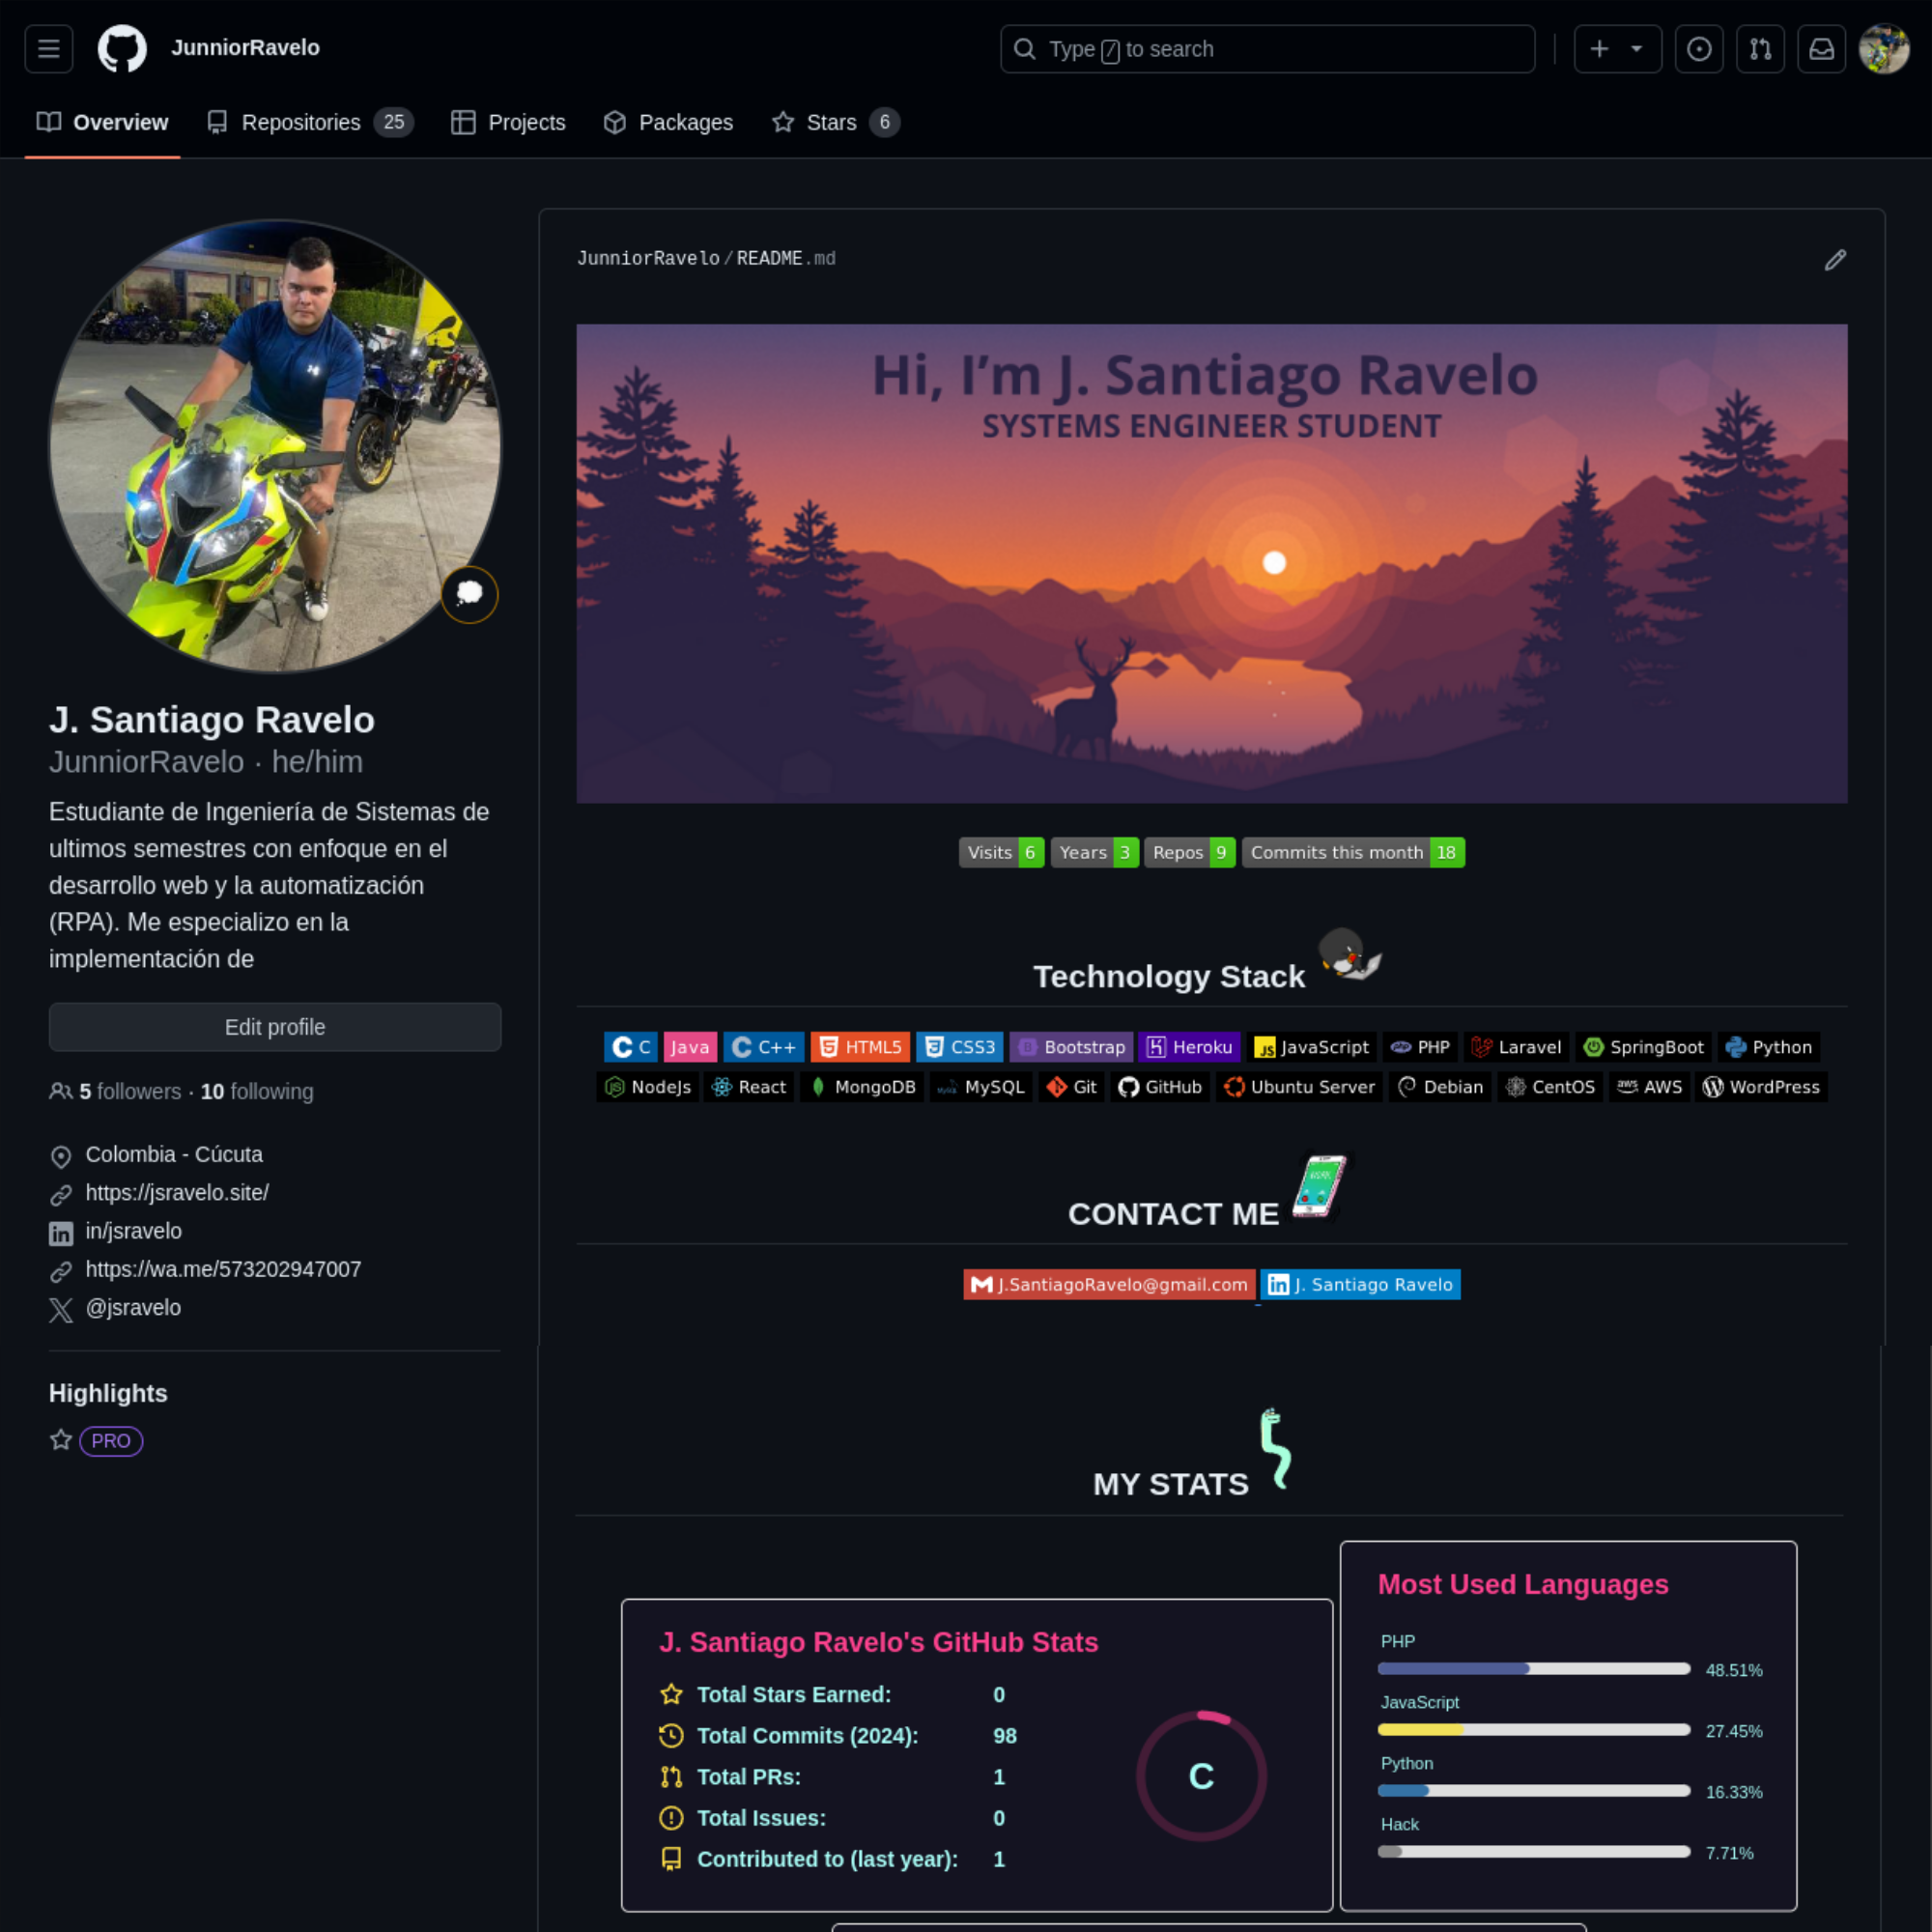 JunniorRavelo
Type / to search
Overview
Repositories 25
Projects
Packages
Stars 6
J. Santiago Ravelo
JunniorRavelo · he/him
Estudiante de Ingeniería de Sistemas de
ultimos semestres con enfoque en el
desarrollo web y la automatización
(RPA). Me especializo en la
implementación de
Edit profile
5 followers · 10 following
Colombia - Cúcuta
https://jsravelo.site/
in/jsravelo
https://wa.me/573202947007
@jsravelo
Highlights
PRO
JunniorRavelo/README.md
Hi, I’m J. Santiago Ravelo
SYSTEMS ENGINEER STUDENT
Visits 6 Years 3 Repos 9 Commits this month 18
Technology Stack
C Java C++ HTML5 CSS3 Bootstrap Heroku JavaScript PHP Laravel SpringBoot Python
NodeJs React MongoDB MySQL Git GitHub Ubuntu Server Debian CentOS AWS WordPress
CONTACT ME
J.SantiagoRavelo@gmail.com J. Santiago Ravelo
MY STATS
J. Santiago Ravelo's GitHub Stats
Total Stars Earned: 0
Total Commits (2024): 98
Total PRs: 1
Total Issues: 0
Contributed to (last year): 1
C
Most Used Languages
PHP
48.51%
JavaScript
27.45%
Python
16.33%
Hack
7.71%